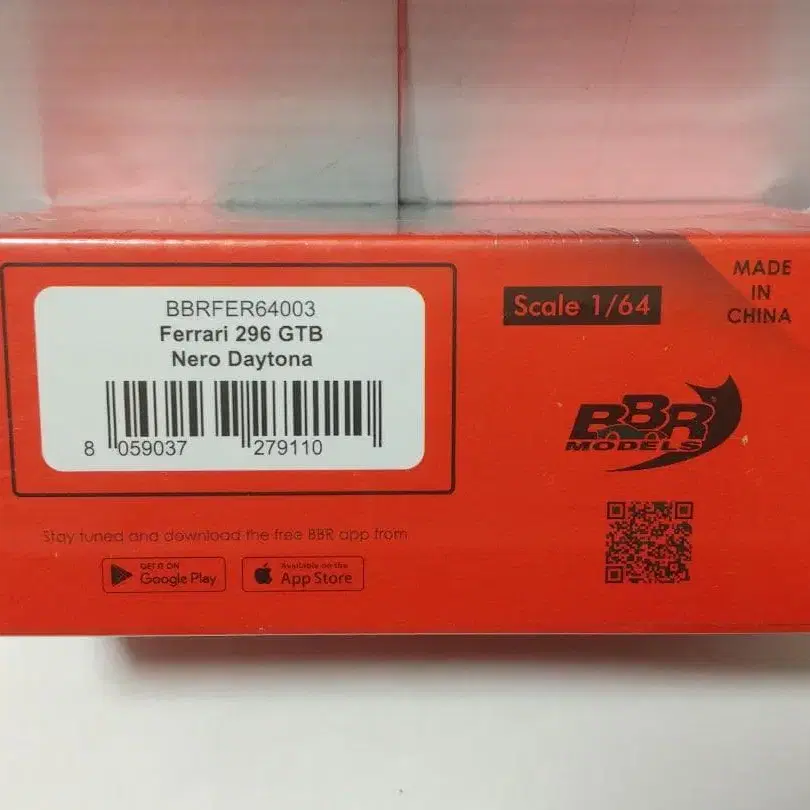 BBRFER64003
Ferrari 296 GTB
Nero Daytona
8 059037 279110
Scale 1/64
MADE
IN
CHINA
BBR
MODELS
Stay tuned and download the free BBR app from
GET IT ON
Google Play
Available on the
App Store